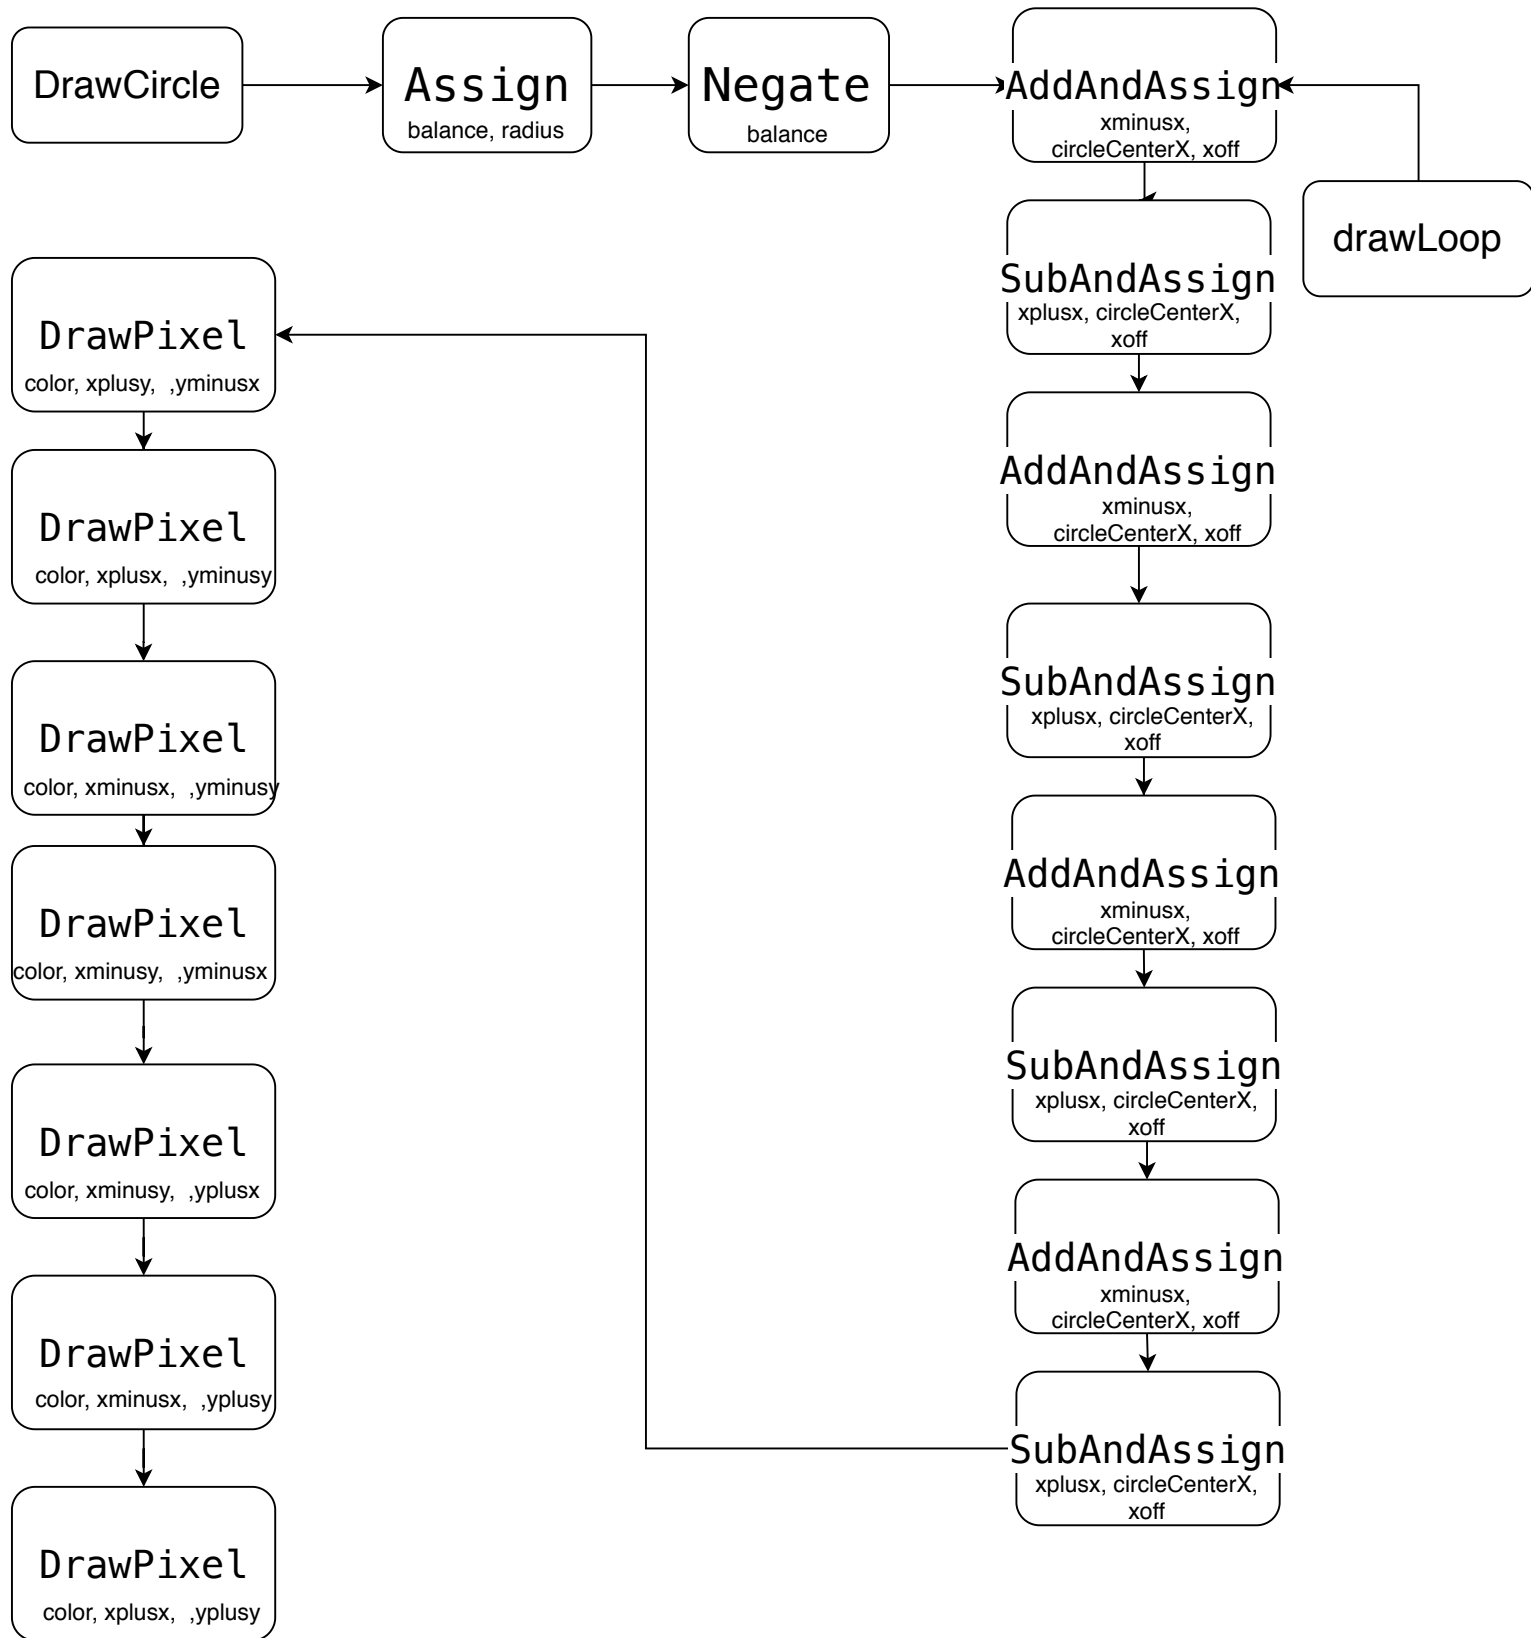 DrawCircle
Assign
balance, radius
Negate
balance
AddAndAssign
xminusx,
circleCenterX, xoff
drawLoop
SubAndAssign
xplusx, circleCenterX,
xoff
AddAndAssign
xminusx,
circleCenterX, xoff
SubAndAssign
xplusx, circleCenterX,
xoff
AddAndAssign
xminusx,
circleCenterX, xoff
SubAndAssign
xplusx, circleCenterX,
xoff
AddAndAssign
xminusx,
circleCenterX, xoff
SubAndAssign
xplusx, circleCenterX,
xoff
DrawPixel
color, xplusy,  ,yminusx
DrawPixel
color, xplusx,  ,yminusy
DrawPixel
color, xminusx,  ,yminusy
DrawPixel
color, xminusy,  ,yminusx
DrawPixel
color, xminusy,  ,yplusx
DrawPixel
color, xminusx,  ,yplusy
DrawPixel
color, xplusx,  ,yplusy